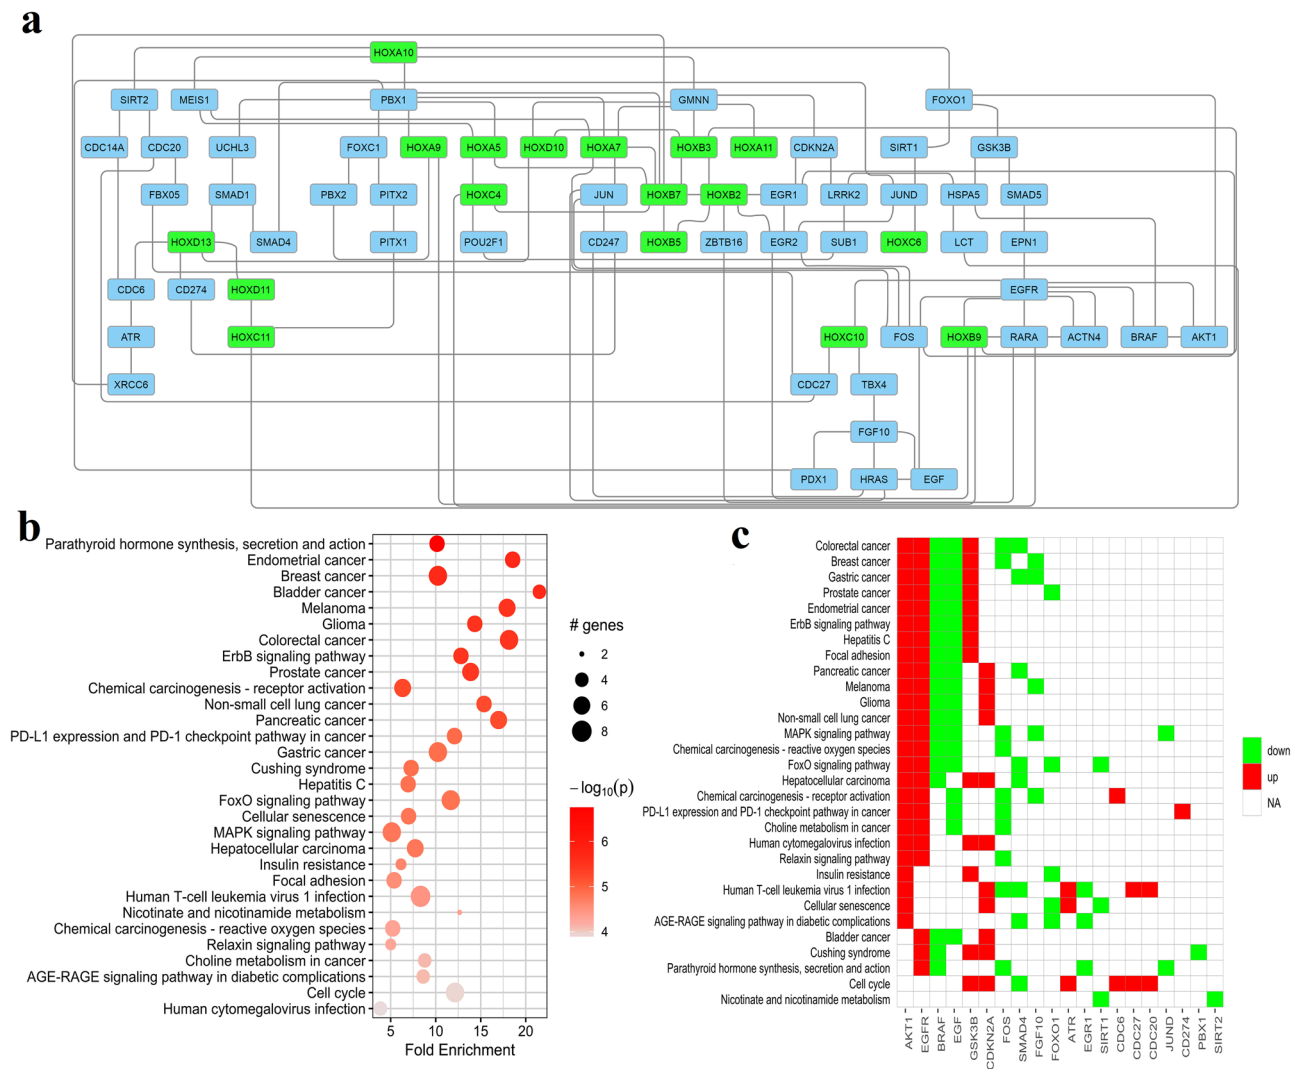 a
HOXA10
SIRT2 MEIS1 PBX1 GMNN FOXO1
CDC14A CDC20 UCHL3 FOXC1 HOXA9 HOXA5 HOXD10 HOXA7 HOXB3 HOXA11 CDKN2A SIRT1 GSK3B
FBX05 SMAD1 PBX2 PITX2 HOXC4 JUN HOXB7 HOXB2 EGR1 LRRK2 JUND HSPA5 SMAD5
HOXD13 SMAD4 PITX1 POU2F1 CD247 HOXB5 ZBTB16 EGR2 SUB1 HOXC6 LCT EPN1
CDC6 CD274 HOXD11 EGFR
ATR HOXC11 HOXC10 FOS HOXB9 RARA ACTN4 BRAF AKT1
XRCC6 CDC27 TBX4
FGF10
PDX1 HRAS EGF
b
Parathyroid hormone synthesis, secretion and action
Endometrial cancer
Breast cancer
Bladder cancer
Melanoma
Glioma
Colorectal cancer
ErbB signaling pathway
Prostate cancer
Chemical carcinogenesis - receptor activation
Non-small cell lung cancer
Pancreatic cancer
PD-L1 expression and PD-1 checkpoint pathway in cancer
Gastric cancer
Cushing syndrome
Hepatitis C
FoxO signaling pathway
Cellular senescence
MAPK signaling pathway
Hepatocellular carcinoma
Insulin resistance
Focal adhesion
Human T-cell leukemia virus 1 infection
Nicotinate and nicotinamide metabolism
Chemical carcinogenesis - reactive oxygen species
Relaxin signaling pathway
Choline metabolism in cancer
AGE-RAGE signaling pathway in diabetic complications
Cell cycle
Human cytomegalovirus infection
5 10 15 20
Fold Enrichment
# genes
2
4
6
8
−log10(p)
6
5
4
c
Colorectal cancer
Breast cancer
Gastric cancer
Prostate cancer
Endometrial cancer
ErbB signaling pathway
Hepatitis C
Focal adhesion
Pancreatic cancer
Melanoma
Glioma
Non-small cell lung cancer
MAPK signaling pathway
Chemical carcinogenesis - reactive oxygen species
FoxO signaling pathway
Hepatocellular carcinoma
Chemical carcinogenesis - receptor activation
PD-L1 expression and PD-1 checkpoint pathway in cancer
Choline metabolism in cancer
Human cytomegalovirus infection
Relaxin signaling pathway
Insulin resistance
Human T-cell leukemia virus 1 infection
Cellular senescence
AGE-RAGE signaling pathway in diabetic complications
Bladder cancer
Cushing syndrome
Parathyroid hormone synthesis, secretion and action
Cell cycle
Nicotinate and nicotinamide metabolism
AKT1
EGFR
BRAF
EGF
GSK3B
CDKN2A
FOS
SMAD4
FGF10
FOXO1
ATR
EGR1
SIRT1
CDC6
CDC27
CDC20
JUND
CD274
PBX1
SIRT2
down
up
NA